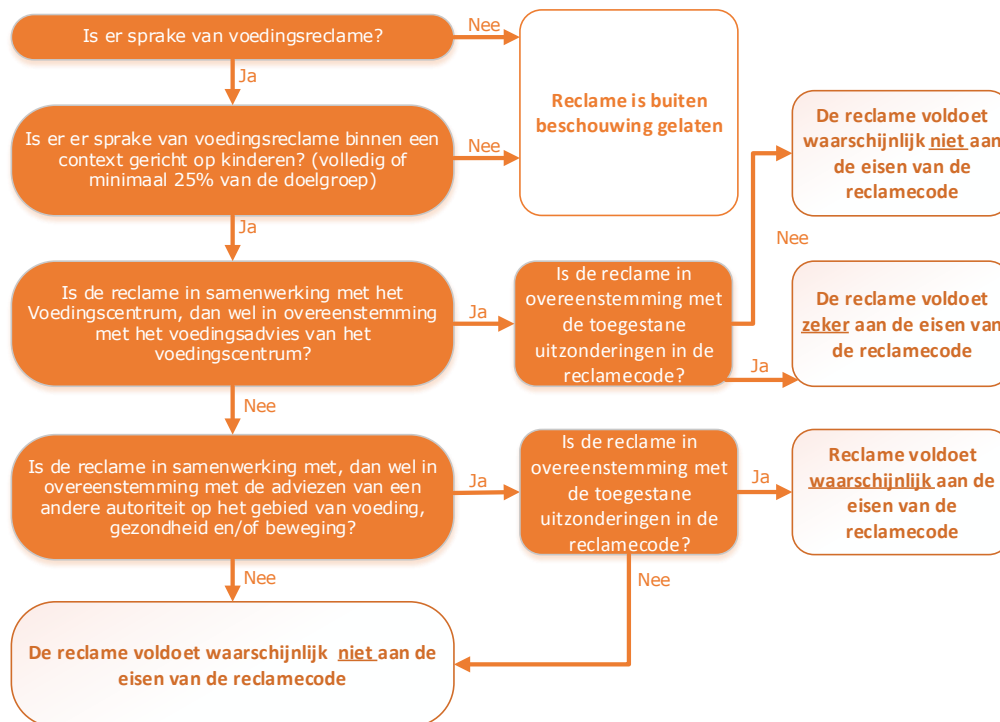 Is er sprake van voedingsreclame?
Nee
Ja
Reclame is buiten
beschouwing gelaten
Is er er sprake van voedingsreclame binnen een
context gericht op kinderen? (volledig of
minimaal 25% van de doelgroep)
Nee
Ja
De reclame voldoet
waarschijnlijk niet aan
de eisen van de
reclamecode
Nee
Is de reclame in samenwerking met het
Voedingscentrum, dan wel in overeenstemming
met het voedingsadvies van het
voedingscentrum?
Ja
Is de reclame in
overeenstemming met
de toegestane
uitzonderingen in de
reclamecode?
Ja
De reclame voldoet
zeker aan de eisen van
de reclamecode
Nee
Is de reclame in samenwerking met, dan wel in
overeenstemming met de adviezen van een
andere autoriteit op het gebied van voeding,
gezondheid en/of beweging?
Ja
Is de reclame in
overeenstemming met
de toegestane
uitzonderingen in de
reclamecode?
Ja
Reclame voldoet
waarschijnlijk aan de
eisen van de
reclamecode
Nee
Nee
De reclame voldoet waarschijnlijk niet aan de
eisen van de reclamecode